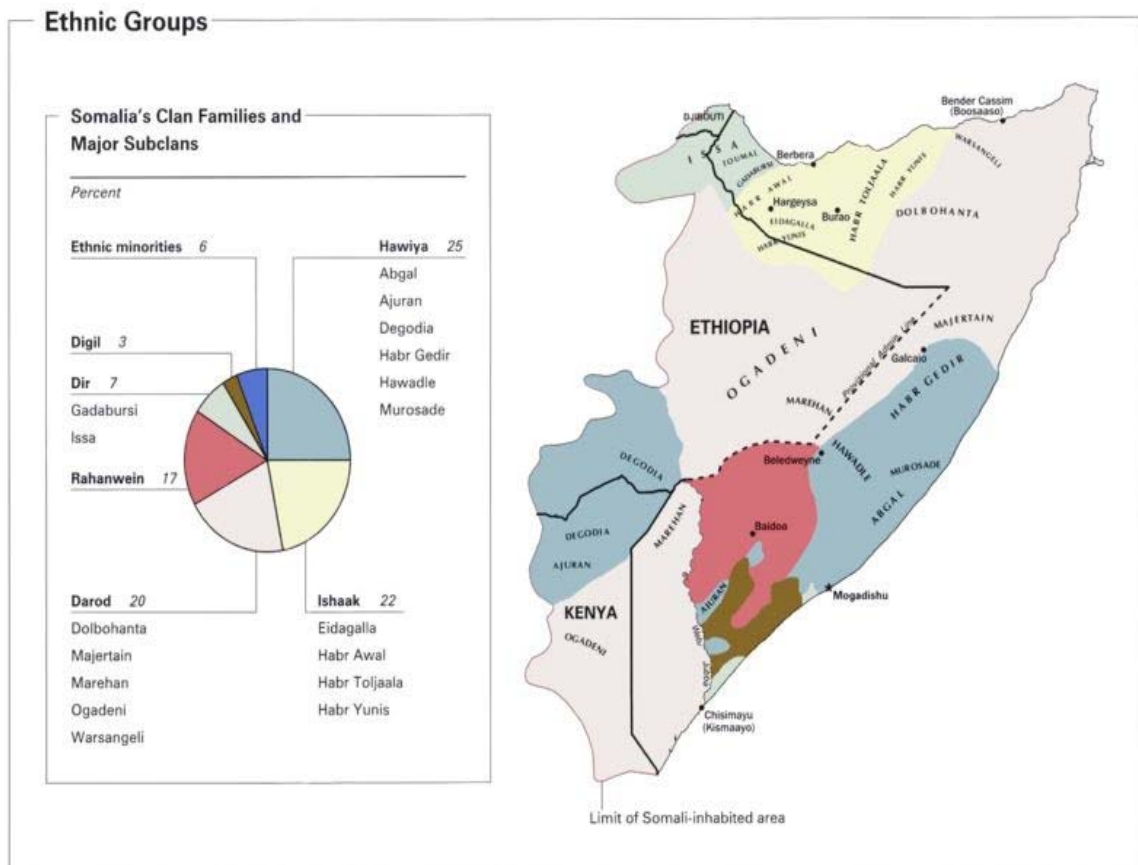 Ethnic Groups
Somalia's Clan Families and
Major Subclans
Percent
Ethnic minorities 6
Hawiya 25
Abgal
Ajuran
Degodia
Habr Gedir
Hawadle
Murosade
Digil 3
Dir 7
Gadabursi
Issa
Rahanwein 17
Darod 20
Dolbohanta
Majertain
Marehan
Ogadeni
Warsangeli
Ishaak 22
Eidagalla
Habr Awal
Habr Toljaala
Habr Yunis
DJIBOUTI
ISSA
TOUMAL
GADABURSI
Berbera
Bender Cassim
(Boosaaso)
WARSANGELI
HABR AWAL
Hargeysa
EIDAGALLA
HABR YUNIS
Burao
HABR TOLJAALA
HABR YUNIS
DOLBOHANTA
ETHIOPIA
OGADENI
MAJERTAIN
Provisional Admin. Line
Galcaio
HABR GEDIR
MAREHAN
Beledweyne
HAWADLE
MUROSADE
ABGAL
DEGODIA
DEGODIA
AJURAN
MAREHAN
Baidoa
AJURAN
Mogadishu
KENYA
OGADENI
Chisimayu
(Kismaayo)
Limit of Somali-inhabited area